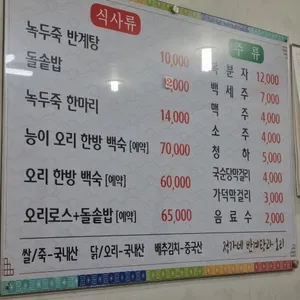 식사류
녹두죽 반계탕 10,000
돌솥밥 2,000
녹두죽 한마리 14,000
능이 오리 한방 백숙 [예약] 70,000
오리 한방 백숙 [예약] 60,000
오리로스+돌솥밥 [예약] 65,000
주류
복분자 12,000
백세주 7,000
맥주 4,000
소주 4,000
청하 5,000
국순당막걸리 4,000
가덕막걸리 3,000
음료수 2,000
쌀/죽-국내산 닭/오리-국내산 배추김치-중국산